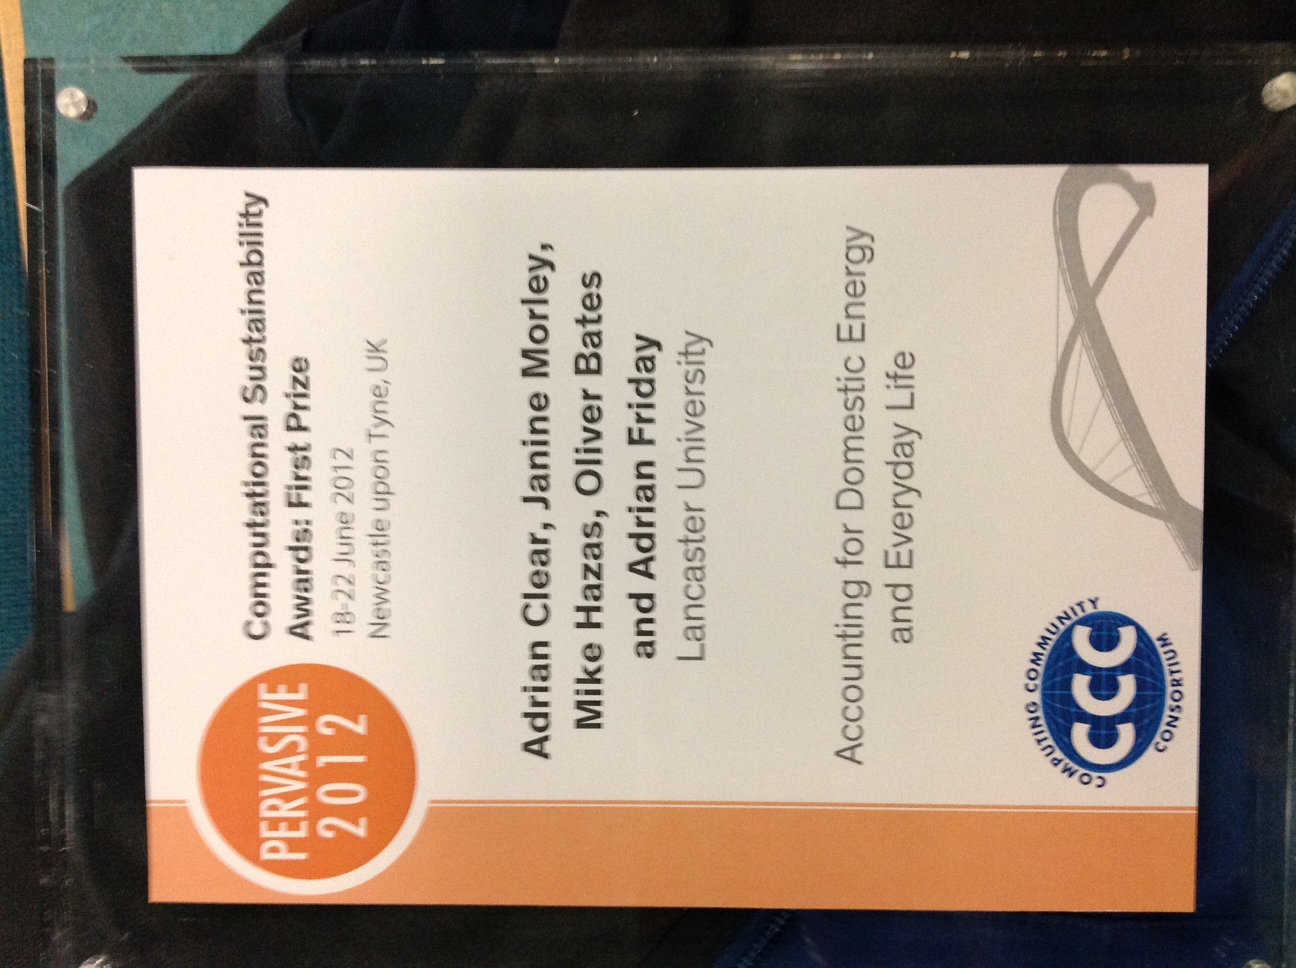 PERVASIVE
2012
Computational Sustainability
Awards: First Prize
18-22 June 2012
Newcastle upon Tyne, UK
Adrian Clear, Janine Morley,
Mike Hazas, Oliver Bates
and Adrian Friday
Lancaster University
Accounting for Domestic Energy
and Everyday Life
COMPUTING COMMUNITY
CCC
CONSORTIUM